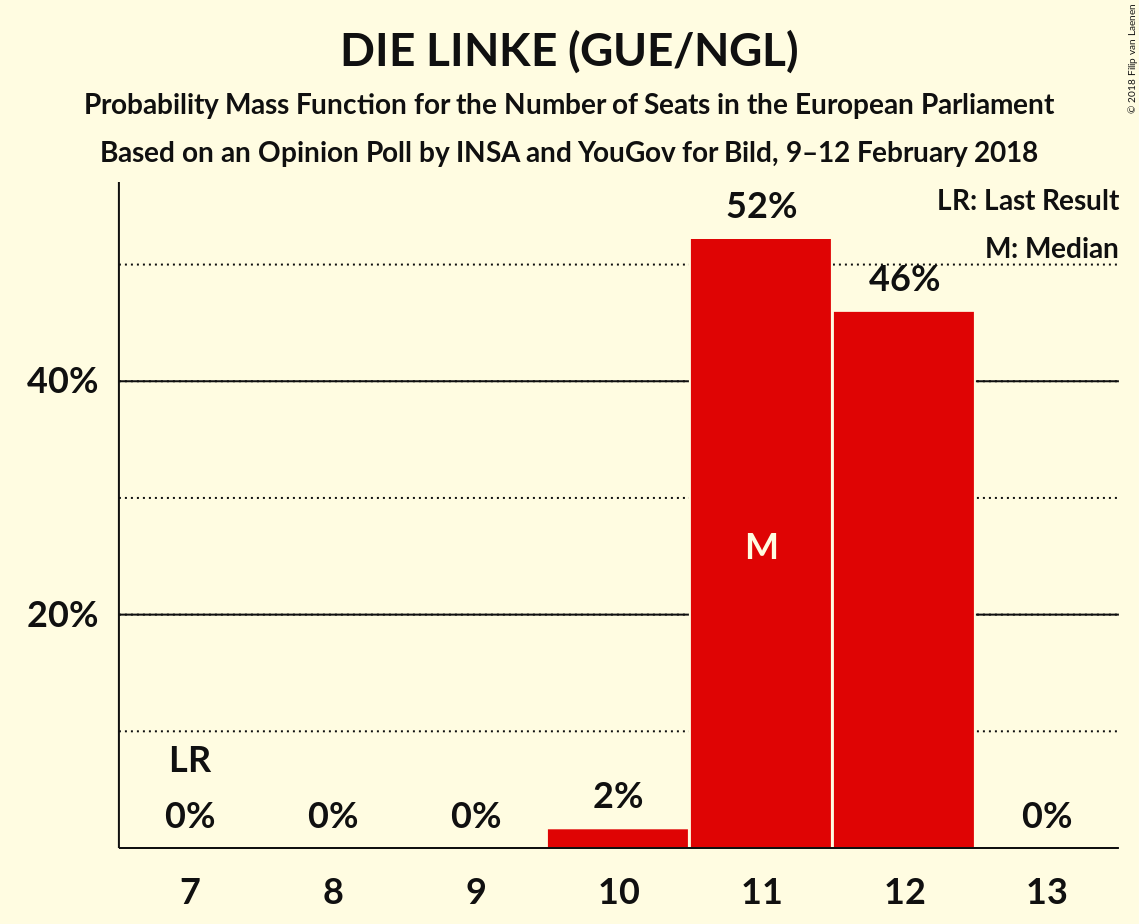 DIE LINKE (GUE/NGL)
Probability Mass Function for the Number of Seats in the European Parliament
Based on an Opinion Poll by INSA and YouGov for Bild, 9–12 February 2018
© 2018 Filip van Laenen
LR: Last Result
M: Median
52%
46%
40%
M
20%
LR
0% 0% 0% 2% 0%
7 8 9 10 11 12 13